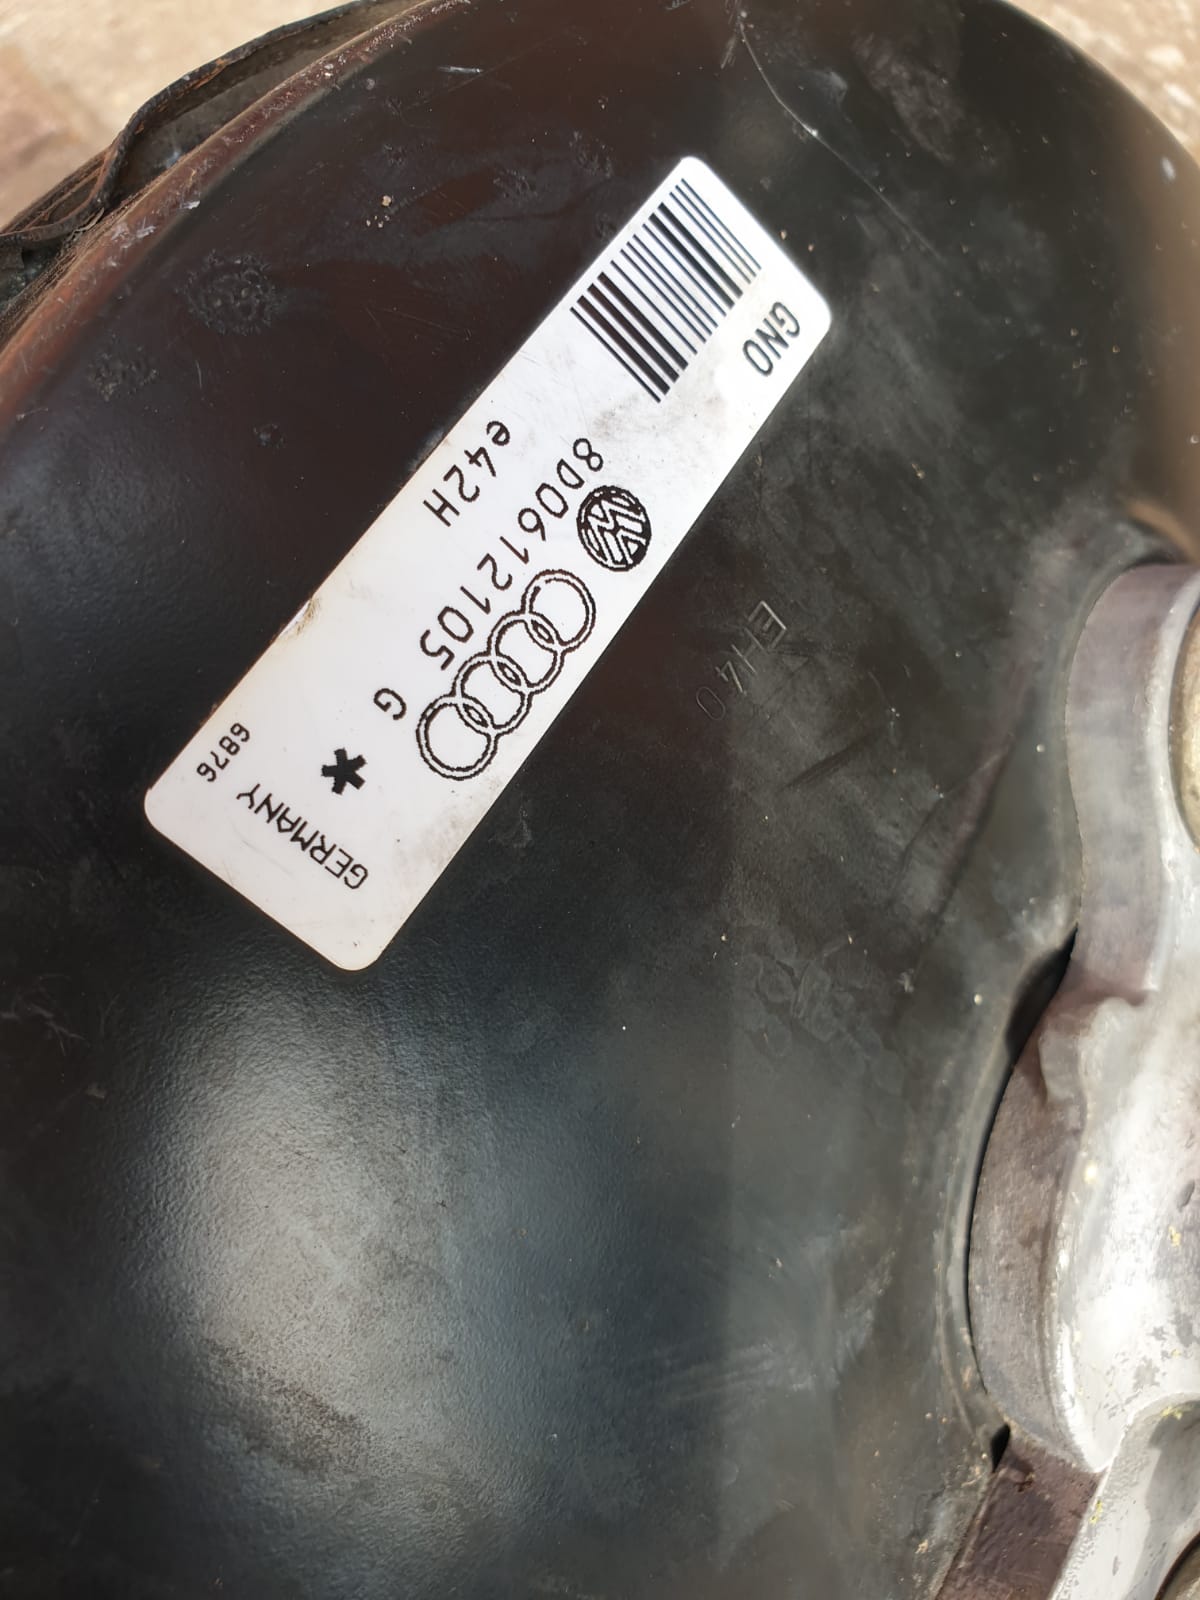 GNO
8D0612105 G
e42H
*
GERMANY
6876
EH40